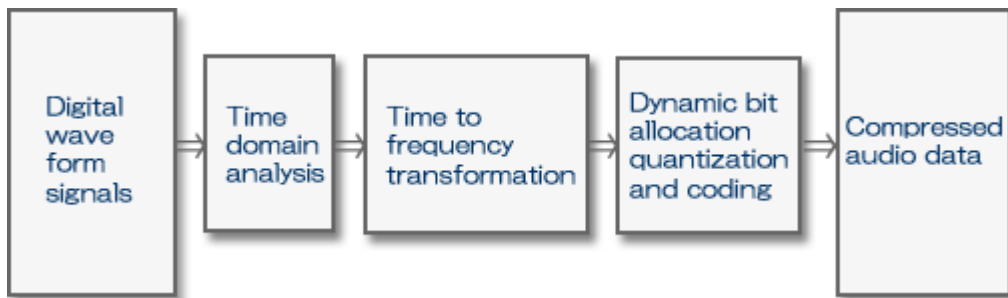 Digital
wave
form
signals
Time
domain
analysis
Time to
frequency
transformation
Dynamic bit
allocation
quantization
and coding
Compressed
audio data